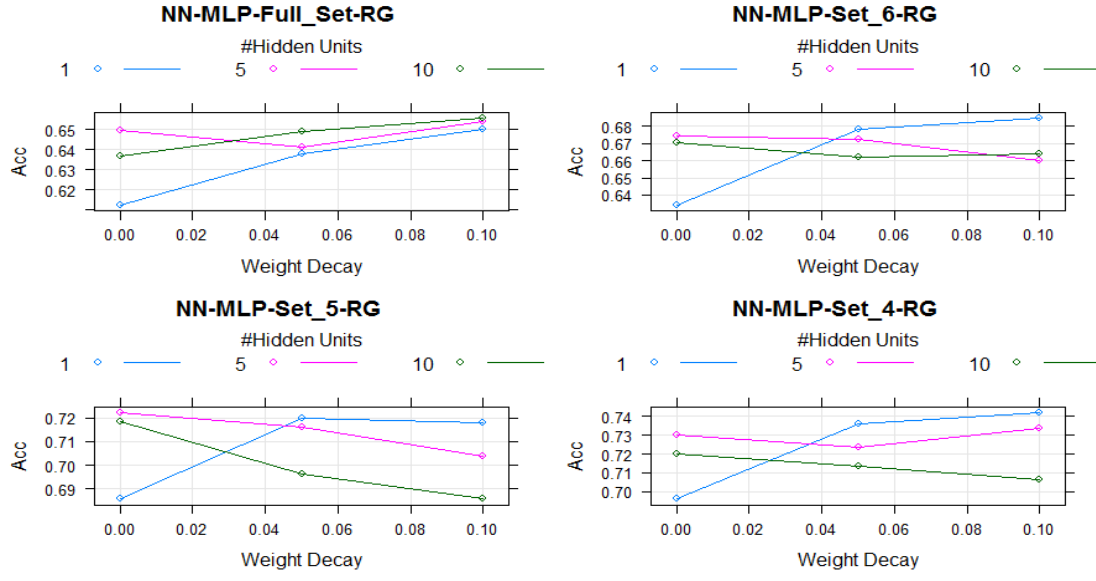 NN-MLP-Full_Set-RG
#Hidden Units
1 5 10
Acc
0.65
0.64
0.63
0.62
0.00 0.02 0.04 0.06 0.08 0.10
Weight Decay
NN-MLP-Set_6-RG
#Hidden Units
1 5 10
Acc
0.68
0.67
0.66
0.65
0.64
0.00 0.02 0.04 0.06 0.08 0.10
Weight Decay
NN-MLP-Set_5-RG
#Hidden Units
1 5 10
Acc
0.72
0.71
0.70
0.69
0.00 0.02 0.04 0.06 0.08 0.10
Weight Decay
NN-MLP-Set_4-RG
#Hidden Units
1 5 10
Acc
0.74
0.73
0.72
0.71
0.70
0.00 0.02 0.04 0.06 0.08 0.10
Weight Decay